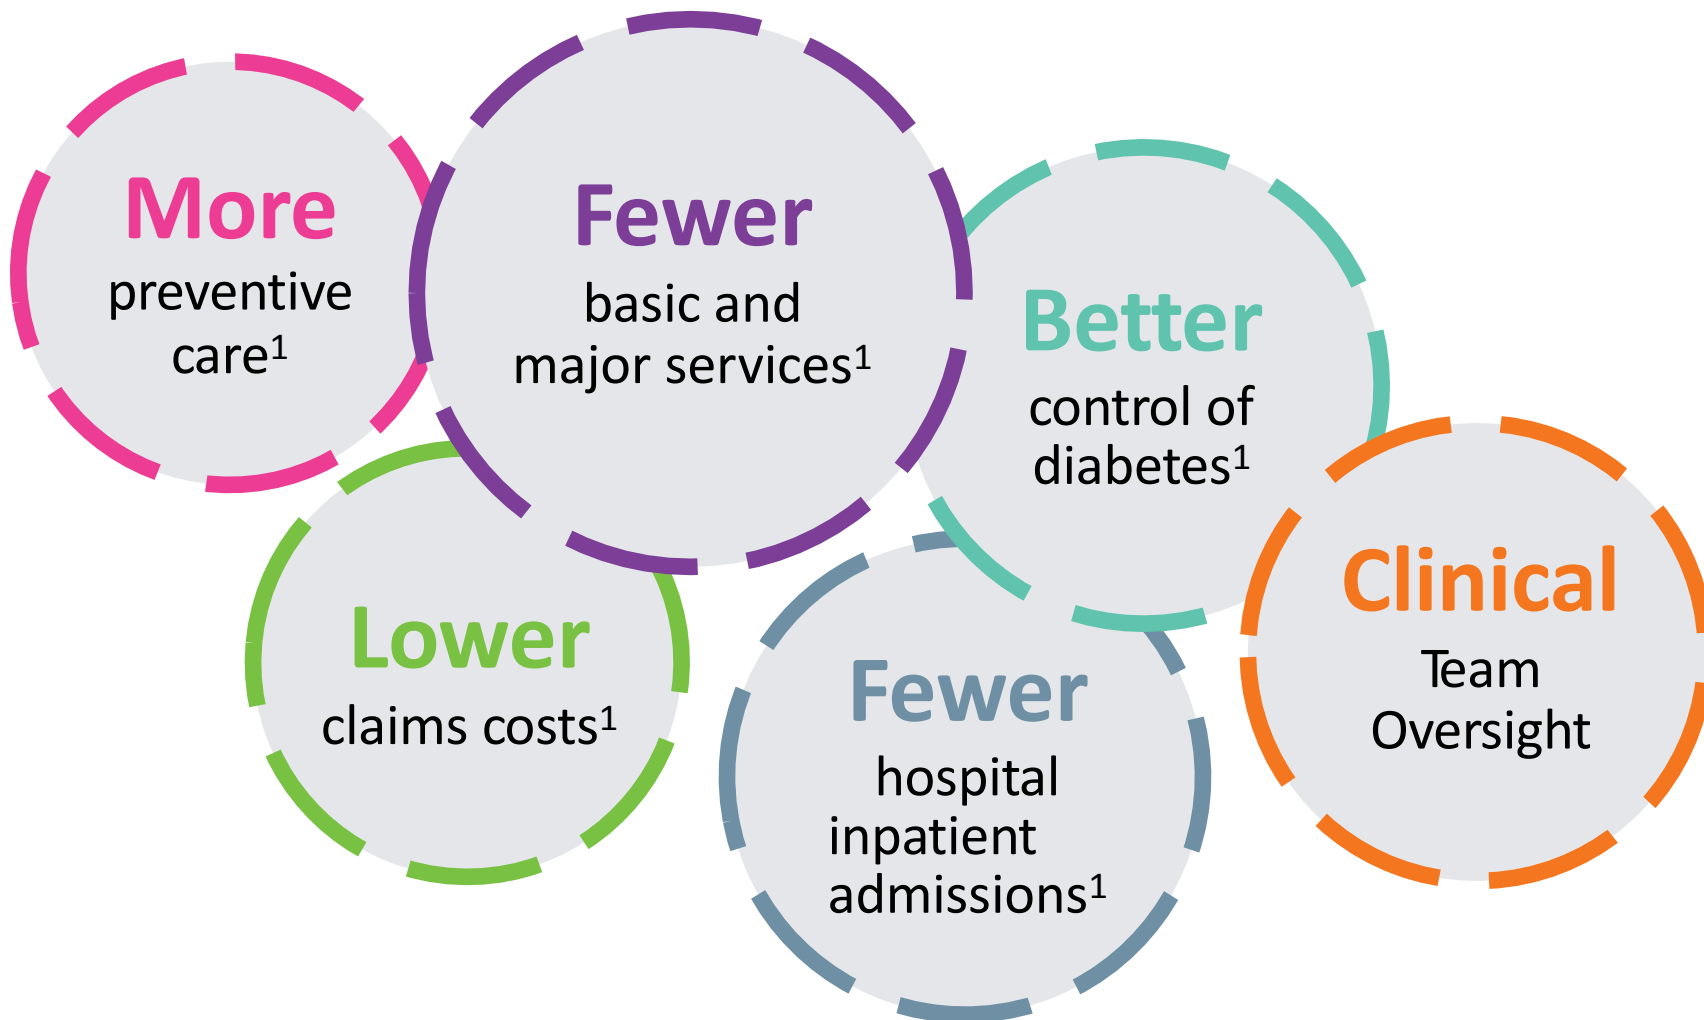 More
preventive
care¹
Fewer
basic and
major services¹
Better
control of
diabetes¹
Lower
claims costs¹
Fewer
hospital
inpatient
admissions¹
Clinical
Team
Oversight